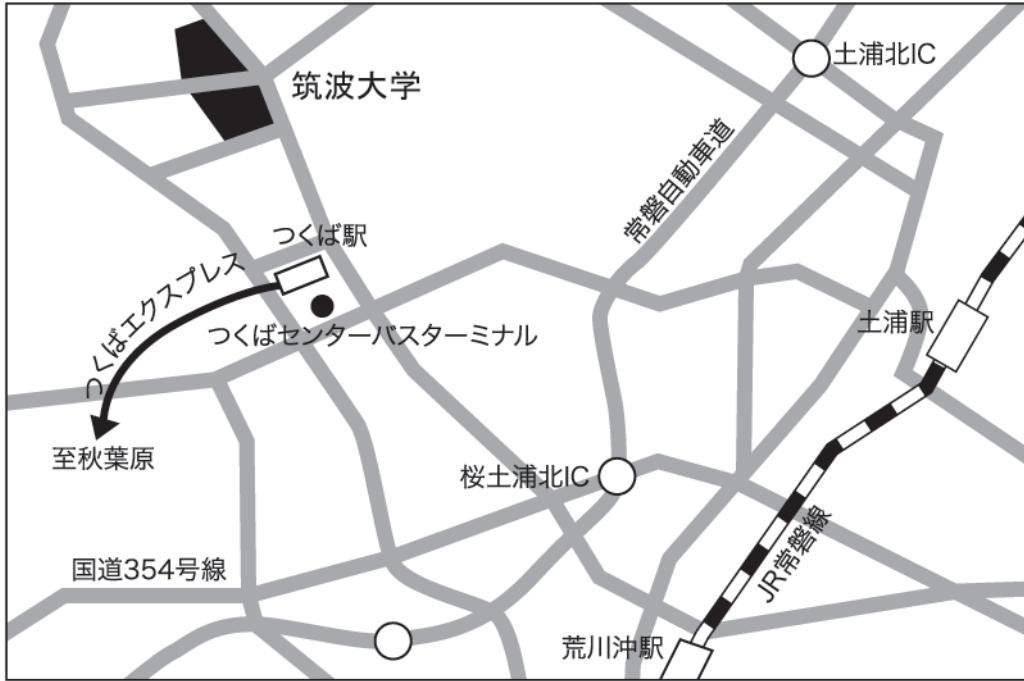 土浦北IC
筑波大学
常磐自動車道
つくば駅
つくばエクスプレス
土浦駅
つくばセンターバスターミナル
至秋葉原
桜土浦北IC
JR常磐線
国道354号線
荒川沖駅